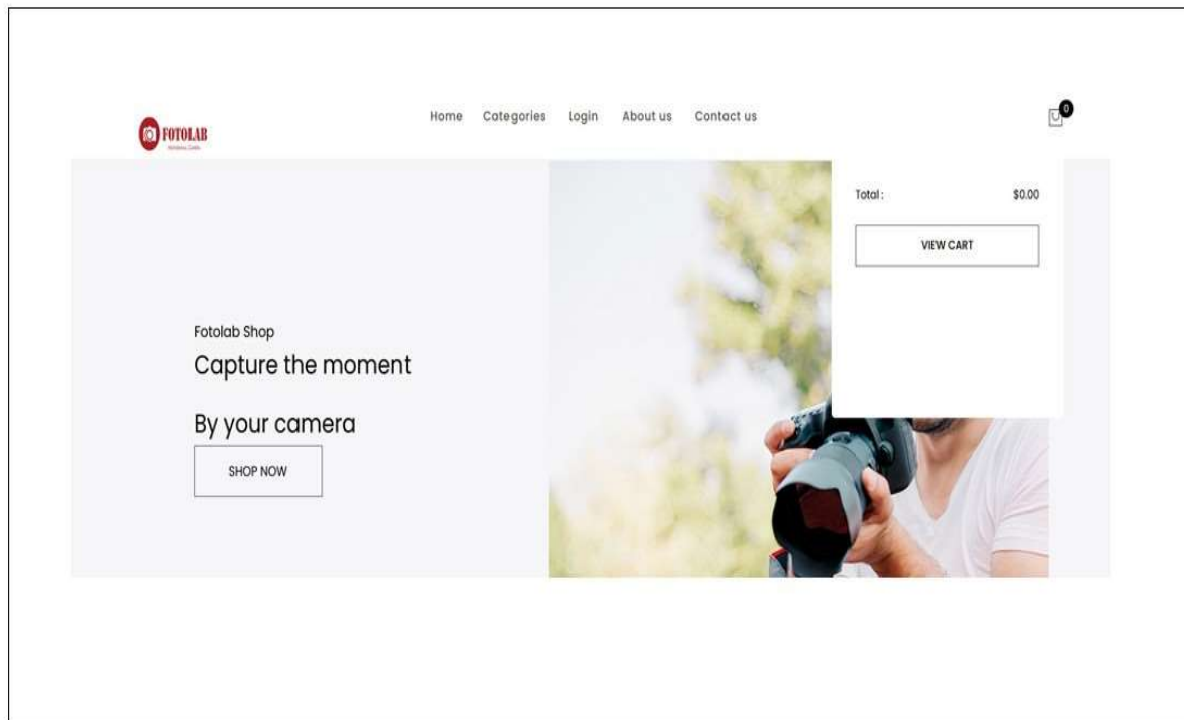 FOTOLAB
Home Categories Login About us Contact us
0
Total : $0.00
VIEW CART
Fotolab Shop
Capture the moment
By your camera
SHOP NOW